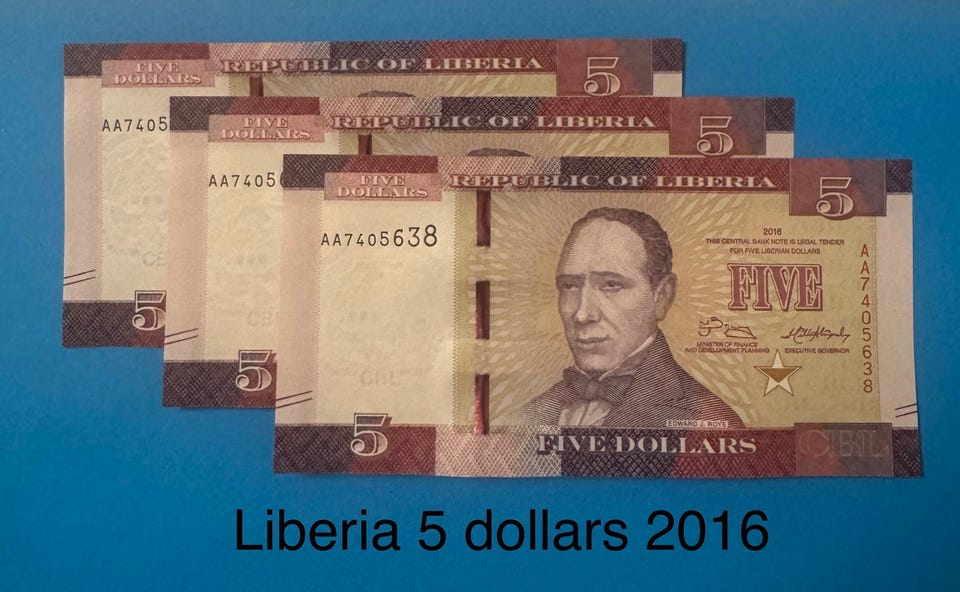 FIVE
DOLLARS
REPUBLIC OF LIBERIA
5
AA7405
5
FIVE
DOLLARS
REPUBLIC OF LIBERIA
5
AA7405
5
FIVE
DOLLARS
REPUBLIC OF LIBERIA
5
AA7405638
2016
THIS CENTRAL BANK NOTE IS LEGAL TENDER
FOR FIVE LIBERIAN DOLLARS
FIVE
AA7405638
MINISTER OF FINANCE
AND DEVELOPMENT PLANNING
EXECUTIVE GOVERNOR
CBL
EDWARD J. ROYE
5
FIVE DOLLARS
CBL
Liberia 5 dollars 2016